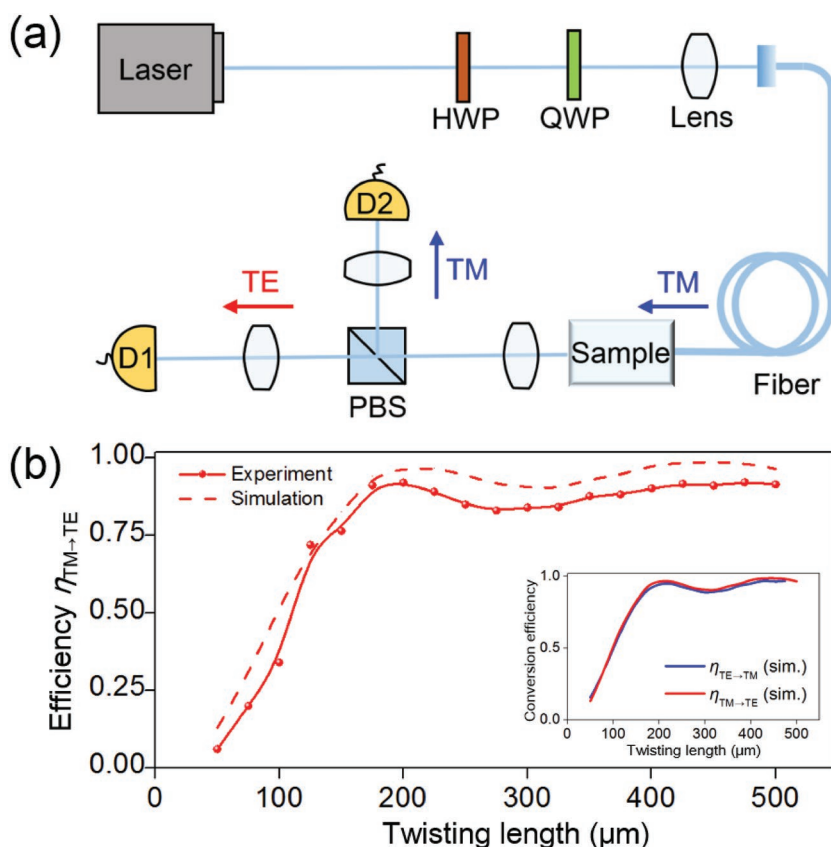 (a)
Laser
HWP
QWP
Lens
D2
TE
TM
TM
D1
PBS
Sample
Fiber
(b)
Efficiency ηTM→TE
1.00
0.75
0.50
0.25
0.00
Experiment
Simulation
Conversion efficiency
1.0
0.5
0.0
ηTE→TM (sim.)
ηTM→TE (sim.)
0 100 200 300 400 500
Twisting length (μm)
0 100 200 300 400 500
Twisting length (μm)